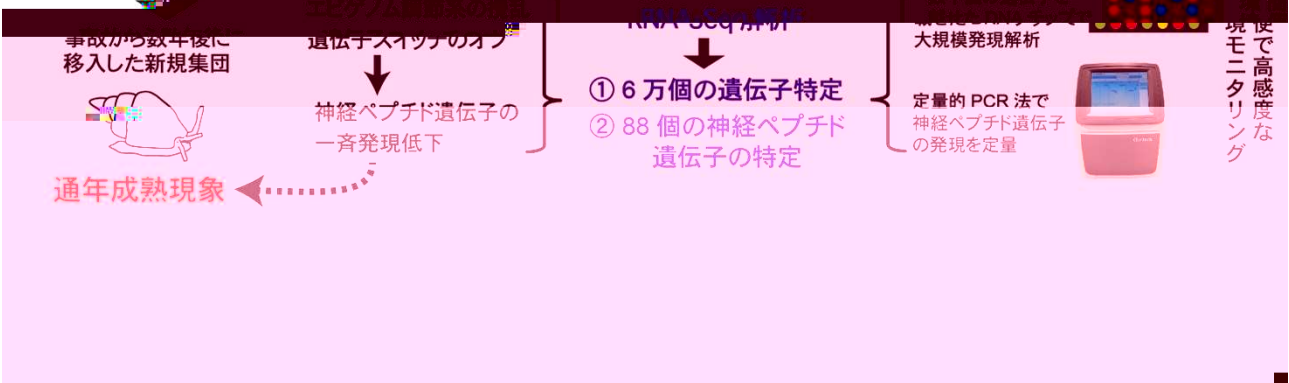 事故から数年後に
移入した新規集団
通年成熟現象
遺伝子スイッチのオフ
神経ペプチド遺伝子の
一斉発現低下
RNA-Seq 解析
① 6 万個の遺伝子特定
② 88 個の神経ペプチド
遺伝子の特定
大規模発現解析
定量的 PCR 法で
神経ペプチド遺伝子
の発現を定量
便で高感度な
境モニタリング